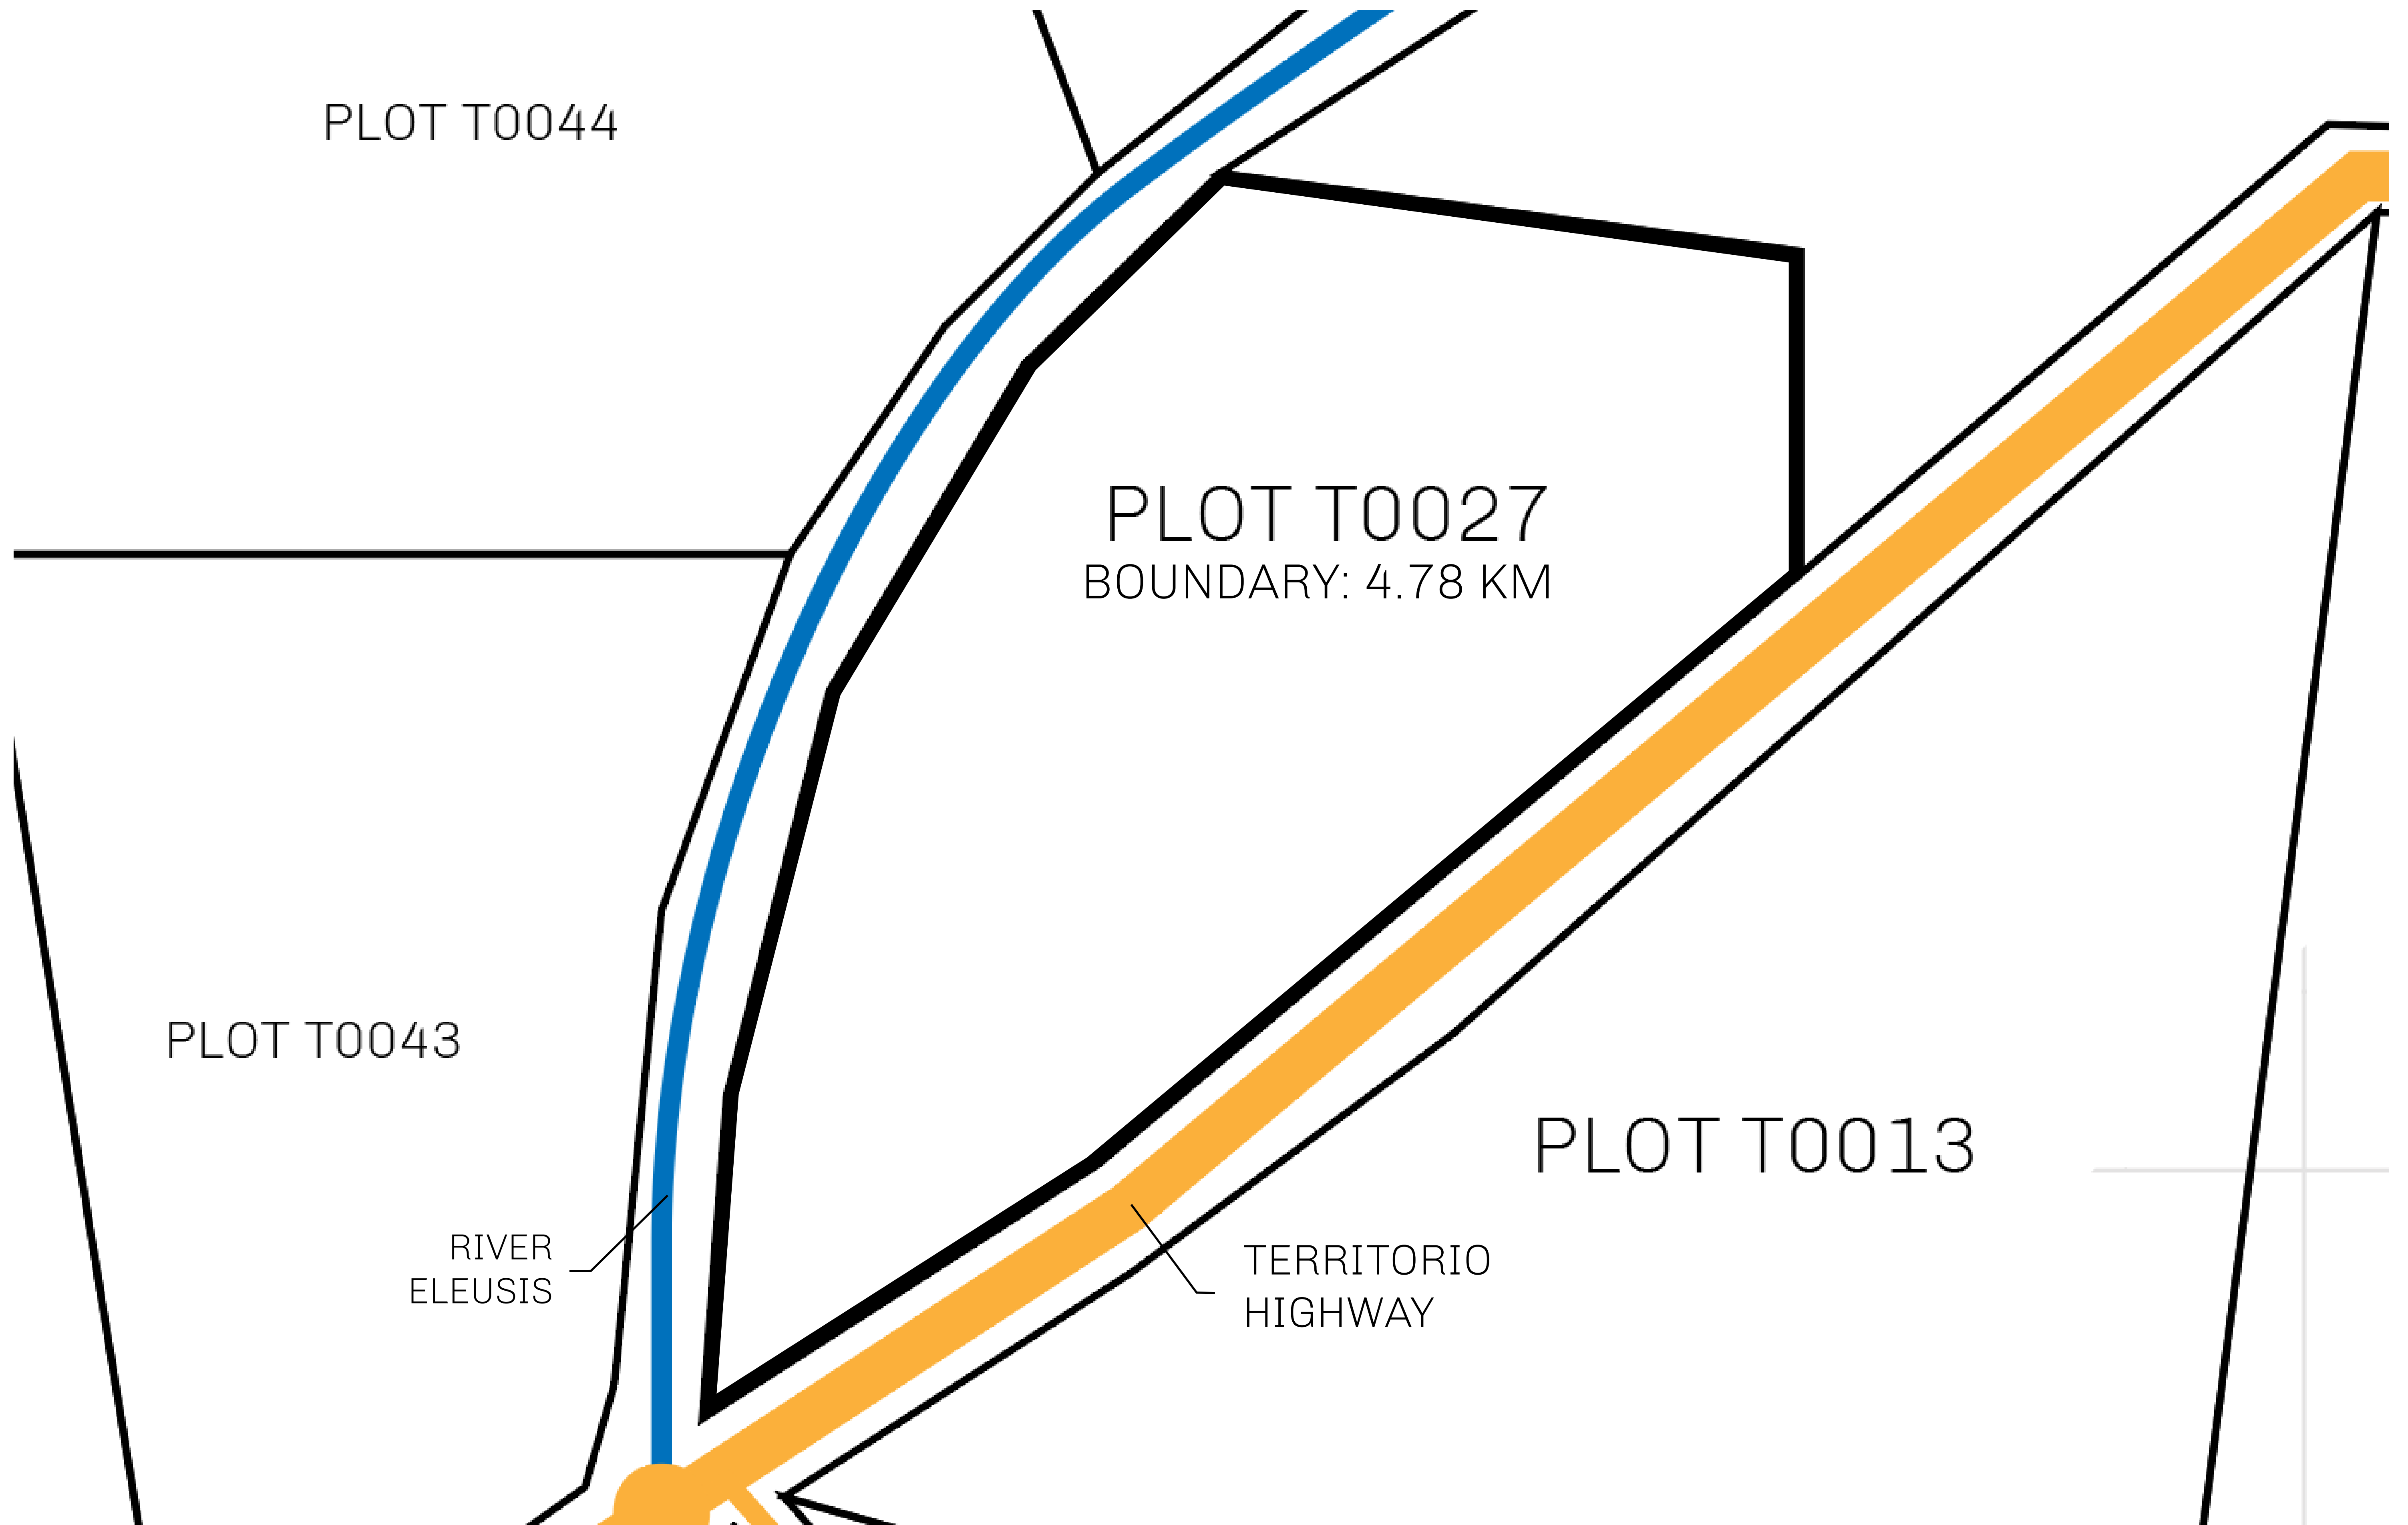 PLOT T0044
PLOT T0027
BOUNDARY: 4.78 KM
PLOT T0043
PLOT T0013
RIVER
ELEUSIS
TERRITORIO
HIGHWAY